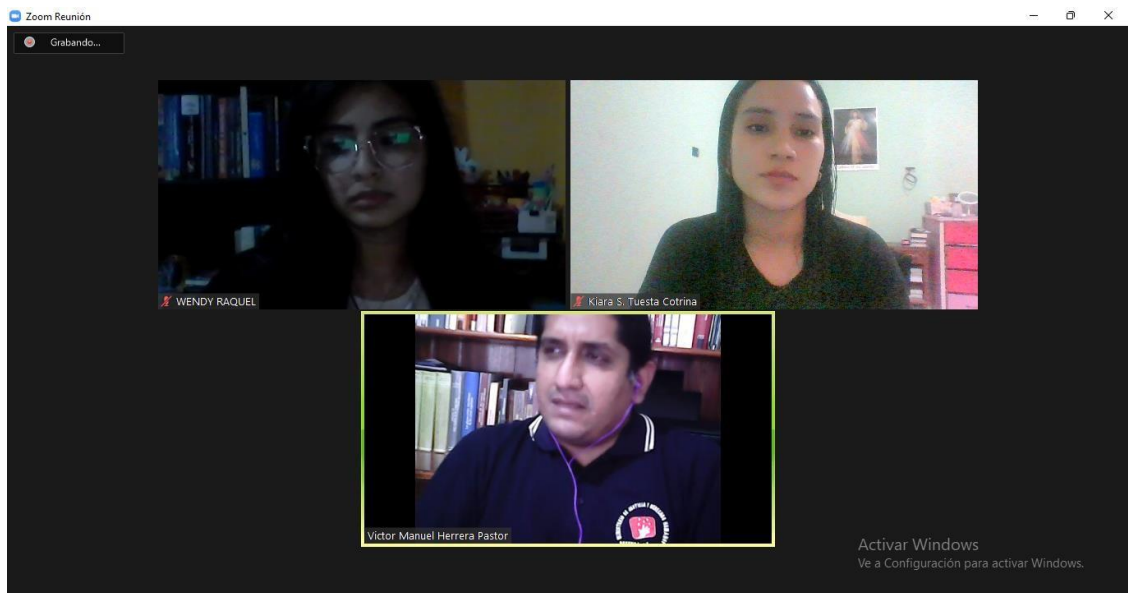 Zoom Reunión
Grabando...
WENDY RAQUEL
Kiara S. Tuesta Cotrina
Victor Manuel Herrera Pastor
Activar Windows
Ve a Configuración para activar Windows.